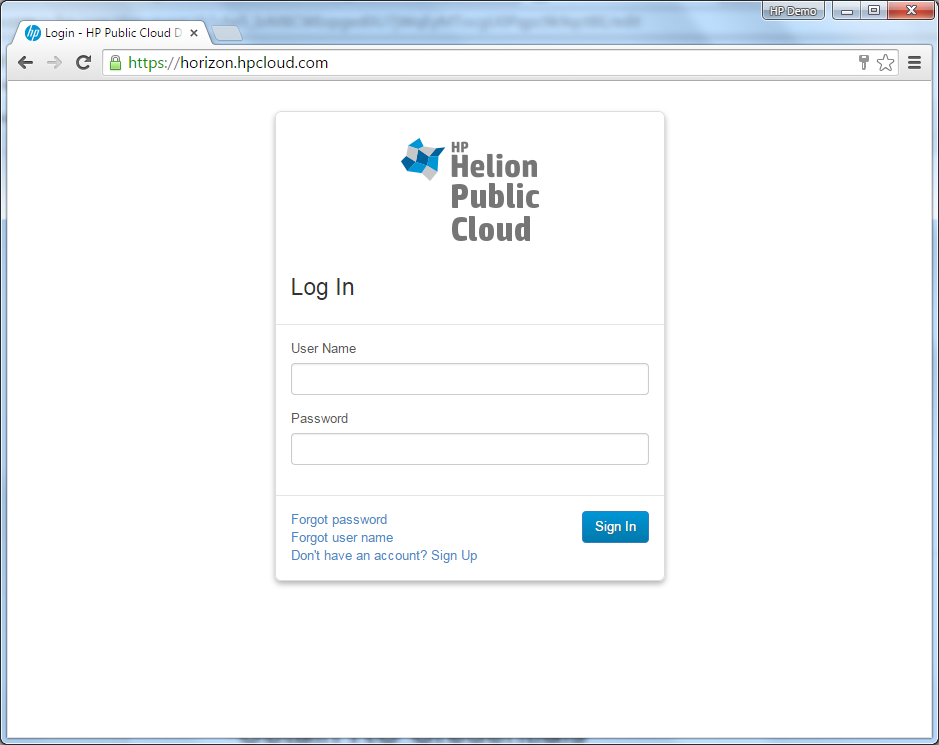 HP Demo
Login - HP Public Cloud D
https://horizon.hpcloud.com
HP
Helion
Public
Cloud
Log In
User Name
Password
Forgot password
Sign In
Forgot user name
Don't have an account? Sign Up